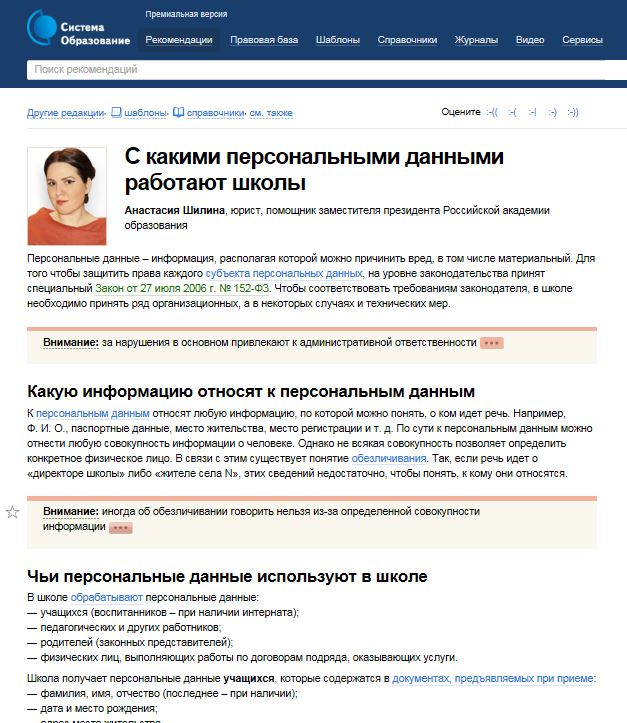 Премиальная версия
Система
Образование
Рекомендации Правовая база Шаблоны Справочники Журналы Видео Сервисы
Поиск рекомендаций
Другие редакции шаблоны справочники см. также Оцените :-(( :-( :-| :-) :-))
С какими персональными данными
работают школы
Анастасия Шилина, юрист, помощник заместителя президента Российской академии
образования
Персональные данные – информация, располагая которой можно причинить вред, в том числе материальный. Для
того чтобы защитить права каждого субъекта персональных данных, на уровне законодательства принят
специальный Закон от 27 июля 2006 г. № 152-ФЗ. Чтобы соответствовать требованиям законодателя, в школе
необходимо принять ряд организационных, а в некоторых случаях и технических мер.
Внимание: за нарушения в основном привлекают к административной ответственности
Какую информацию относят к персональным данным
К персональным данным относят любую информацию, по которой можно понять, о ком идет речь. Например,
Ф. И. О., паспортные данные, место жительства, место регистрации и т. д. По сути к персональным данным можно
отнести любую совокупность информации о человеке. Однако не всякая совокупность позволяет определить
конкретное физическое лицо. В связи с этим существует понятие обезличивания. Так, если речь идет о
«директоре школы» либо «жителе села N», этих сведений недостаточно, чтобы понять, к кому они относятся.
Внимание: иногда об обезличивании говорить нельзя из-за определенной совокупности
информации
Чьи персональные данные используют в школе
В школе обрабатывают персональные данные:
— учащихся (воспитанников – при наличии интерната);
— педагогических и других работников;
— родителей (законных представителей);
— физических лиц, выполняющих работы по договорам подряда, оказывающих услуги.
Школа получает персональные данные учащихся, которые содержатся в документах, предъявляемых при приеме:
— фамилия, имя, отчество (последнее – при наличии);
— дата и место рождения;
— адрес места жительства